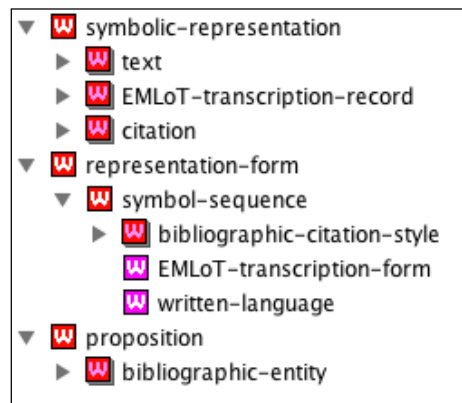 symbolic-representation
text
EMLoT-transcription-record
citation
representation-form
symbol-sequence
bibliographic-citation-style
EMLoT-transcription-form
written-language
proposition
bibliographic-entity